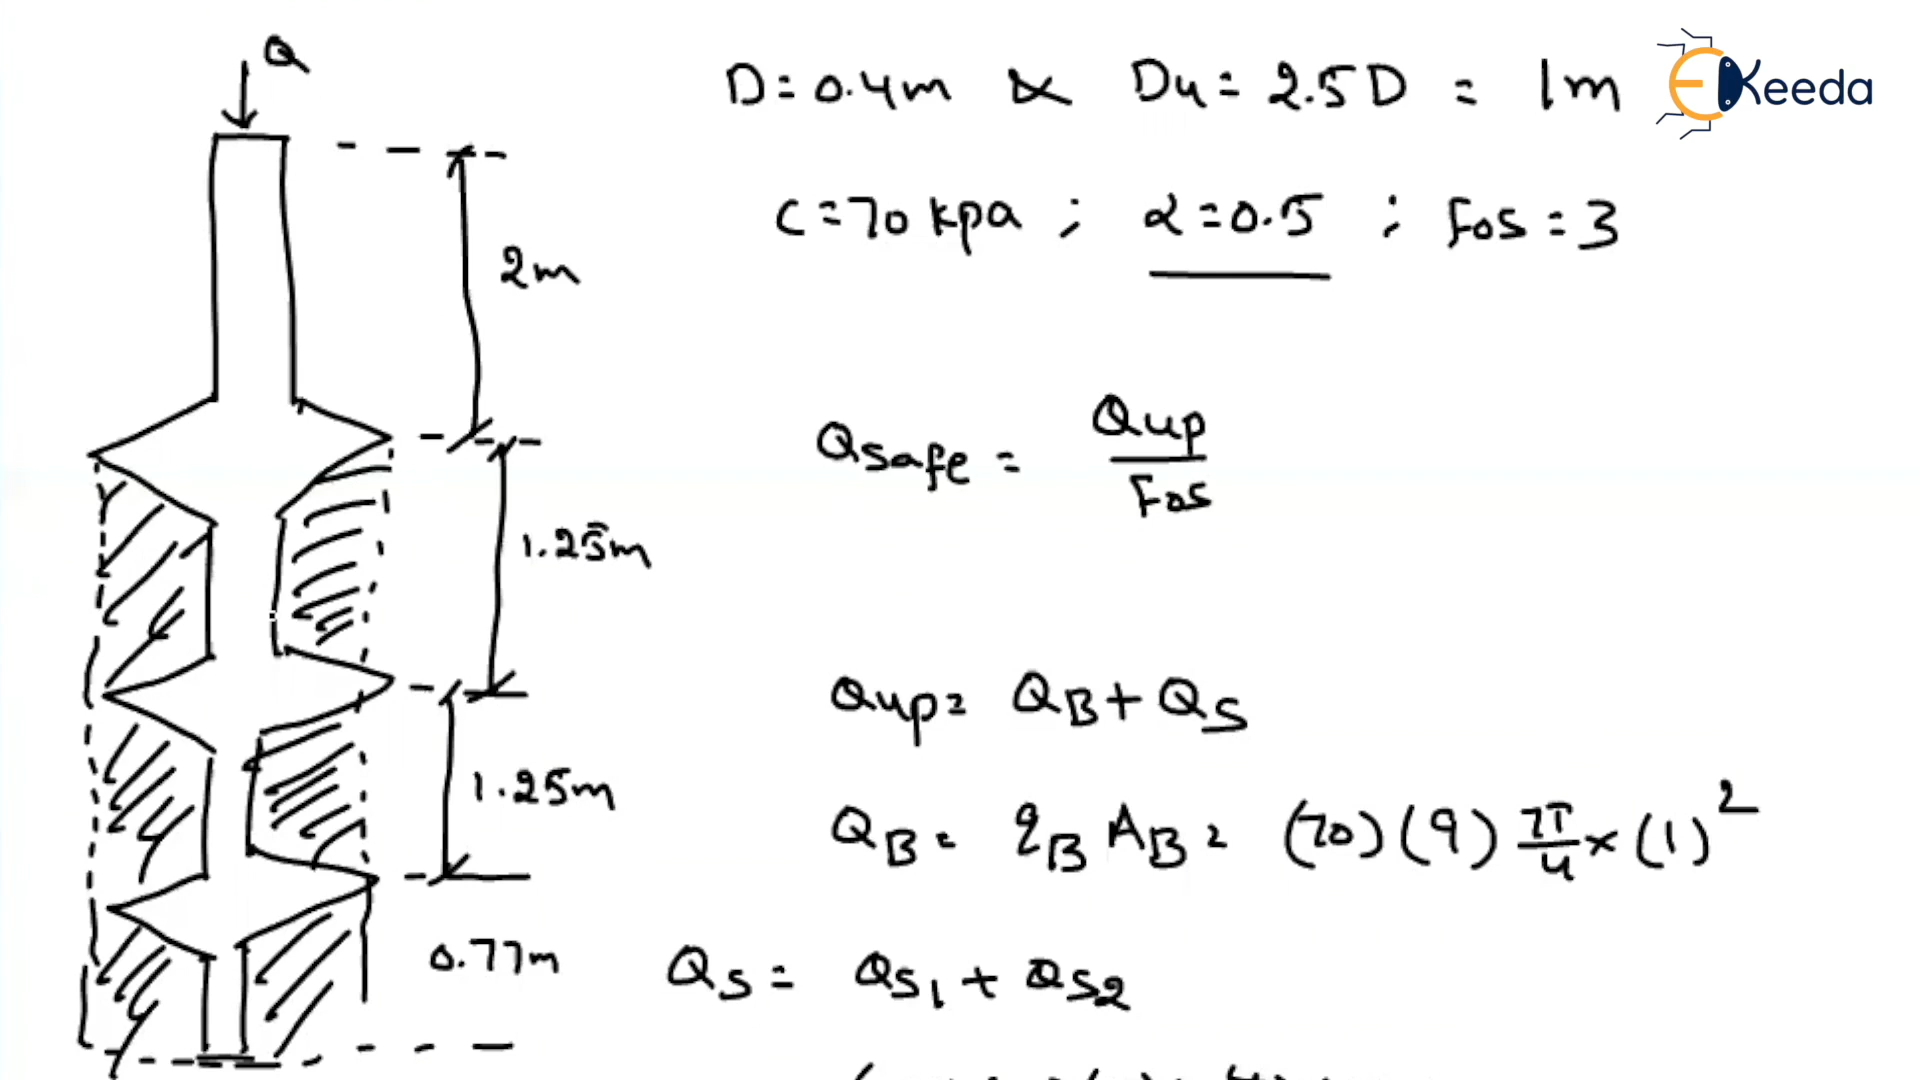 Q
D = 0.4m & Du = 2.5D = 1m
EKeeda
C = 70 kpa ; α = 0.5 ; FOS = 3
2m
Qsafe = Qup / FOS
1.25m
Qup = QB + QS
1.25m
QB = qB AB = (70)(9) π/4 × (1)²
0.77m
QS = QS1 + QS2